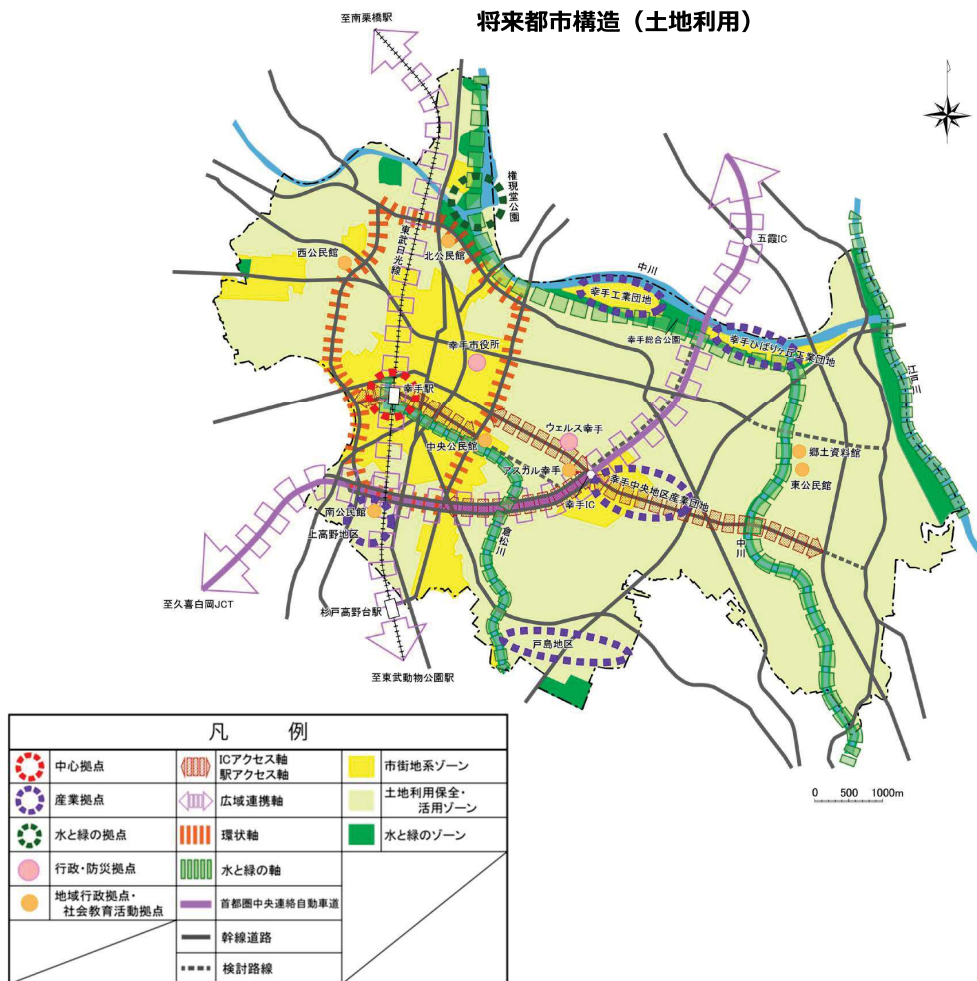 将来都市構造（土地利用）
至南栗橋駅
権現堂公園
東武日光線
西公民館
北公民館
五霞IC
中川
幸手工業団地
幸手総合公園
幸手ひばりヶ丘工業団地
江戸川
幸手市役所
幸手駅
中央公民館
ウェルス幸手
アスカル幸手
郷土資料館
東公民館
幸手中央地区産業団地
幸手IC
南公民館
上高野地区
倉松川
中川
至久喜白岡JCT
杉戸高野台駅
戸島地区
至東武動物公園駅
0 500 1000m
凡　例
中心拠点
ICアクセス軸
駅アクセス軸
市街地系ゾーン
産業拠点
広域連携軸
土地利用保全・
活用ゾーン
水と緑の拠点
環状軸
水と緑のゾーン
行政・防災拠点
水と緑の軸
地域行政拠点・
社会教育活動拠点
首都圏中央連絡自動車道
幹線道路
検討路線